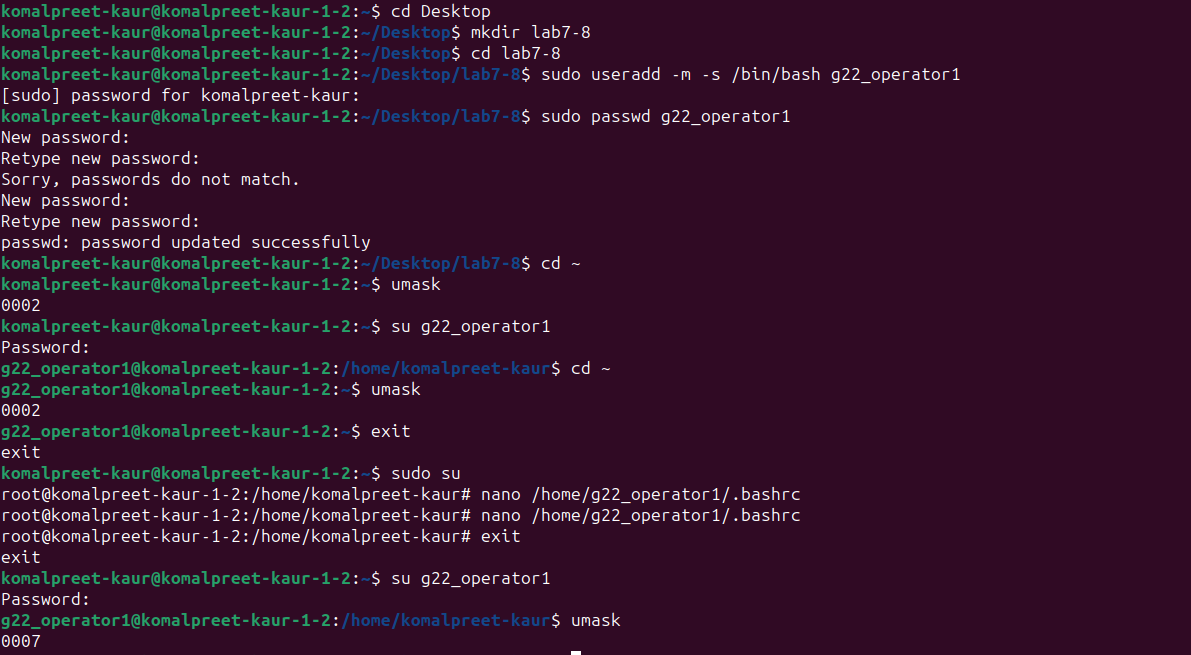 komalpreet-kaur@komalpreet-kaur-1-2:~$ cd Desktop
komalpreet-kaur@komalpreet-kaur-1-2:~/Desktop$ mkdir lab7-8
komalpreet-kaur@komalpreet-kaur-1-2:~/Desktop$ cd lab7-8
komalpreet-kaur@komalpreet-kaur-1-2:~/Desktop/lab7-8$ sudo useradd -m -s /bin/bash g22_operator1
[sudo] password for komalpreet-kaur:
komalpreet-kaur@komalpreet-kaur-1-2:~/Desktop/lab7-8$ sudo passwd g22_operator1
New password:
Retype new password:
Sorry, passwords do not match.
New password:
Retype new password:
passwd: password updated successfully
komalpreet-kaur@komalpreet-kaur-1-2:~/Desktop/lab7-8$ cd ~
komalpreet-kaur@komalpreet-kaur-1-2:~$ umask
0002
komalpreet-kaur@komalpreet-kaur-1-2:~$ su g22_operator1
Password:
g22_operator1@komalpreet-kaur-1-2:/home/komalpreet-kaur$ cd ~
g22_operator1@komalpreet-kaur-1-2:~$ umask
0002
g22_operator1@komalpreet-kaur-1-2:~$ exit
exit
komalpreet-kaur@komalpreet-kaur-1-2:~$ sudo su
root@komalpreet-kaur-1-2:/home/komalpreet-kaur# nano /home/g22_operator1/.bashrc
root@komalpreet-kaur-1-2:/home/komalpreet-kaur# nano /home/g22_operator1/.bashrc
root@komalpreet-kaur-1-2:/home/komalpreet-kaur# exit
exit
komalpreet-kaur@komalpreet-kaur-1-2:~$ su g22_operator1
Password:
g22_operator1@komalpreet-kaur-1-2:/home/komalpreet-kaur$ umask
0007